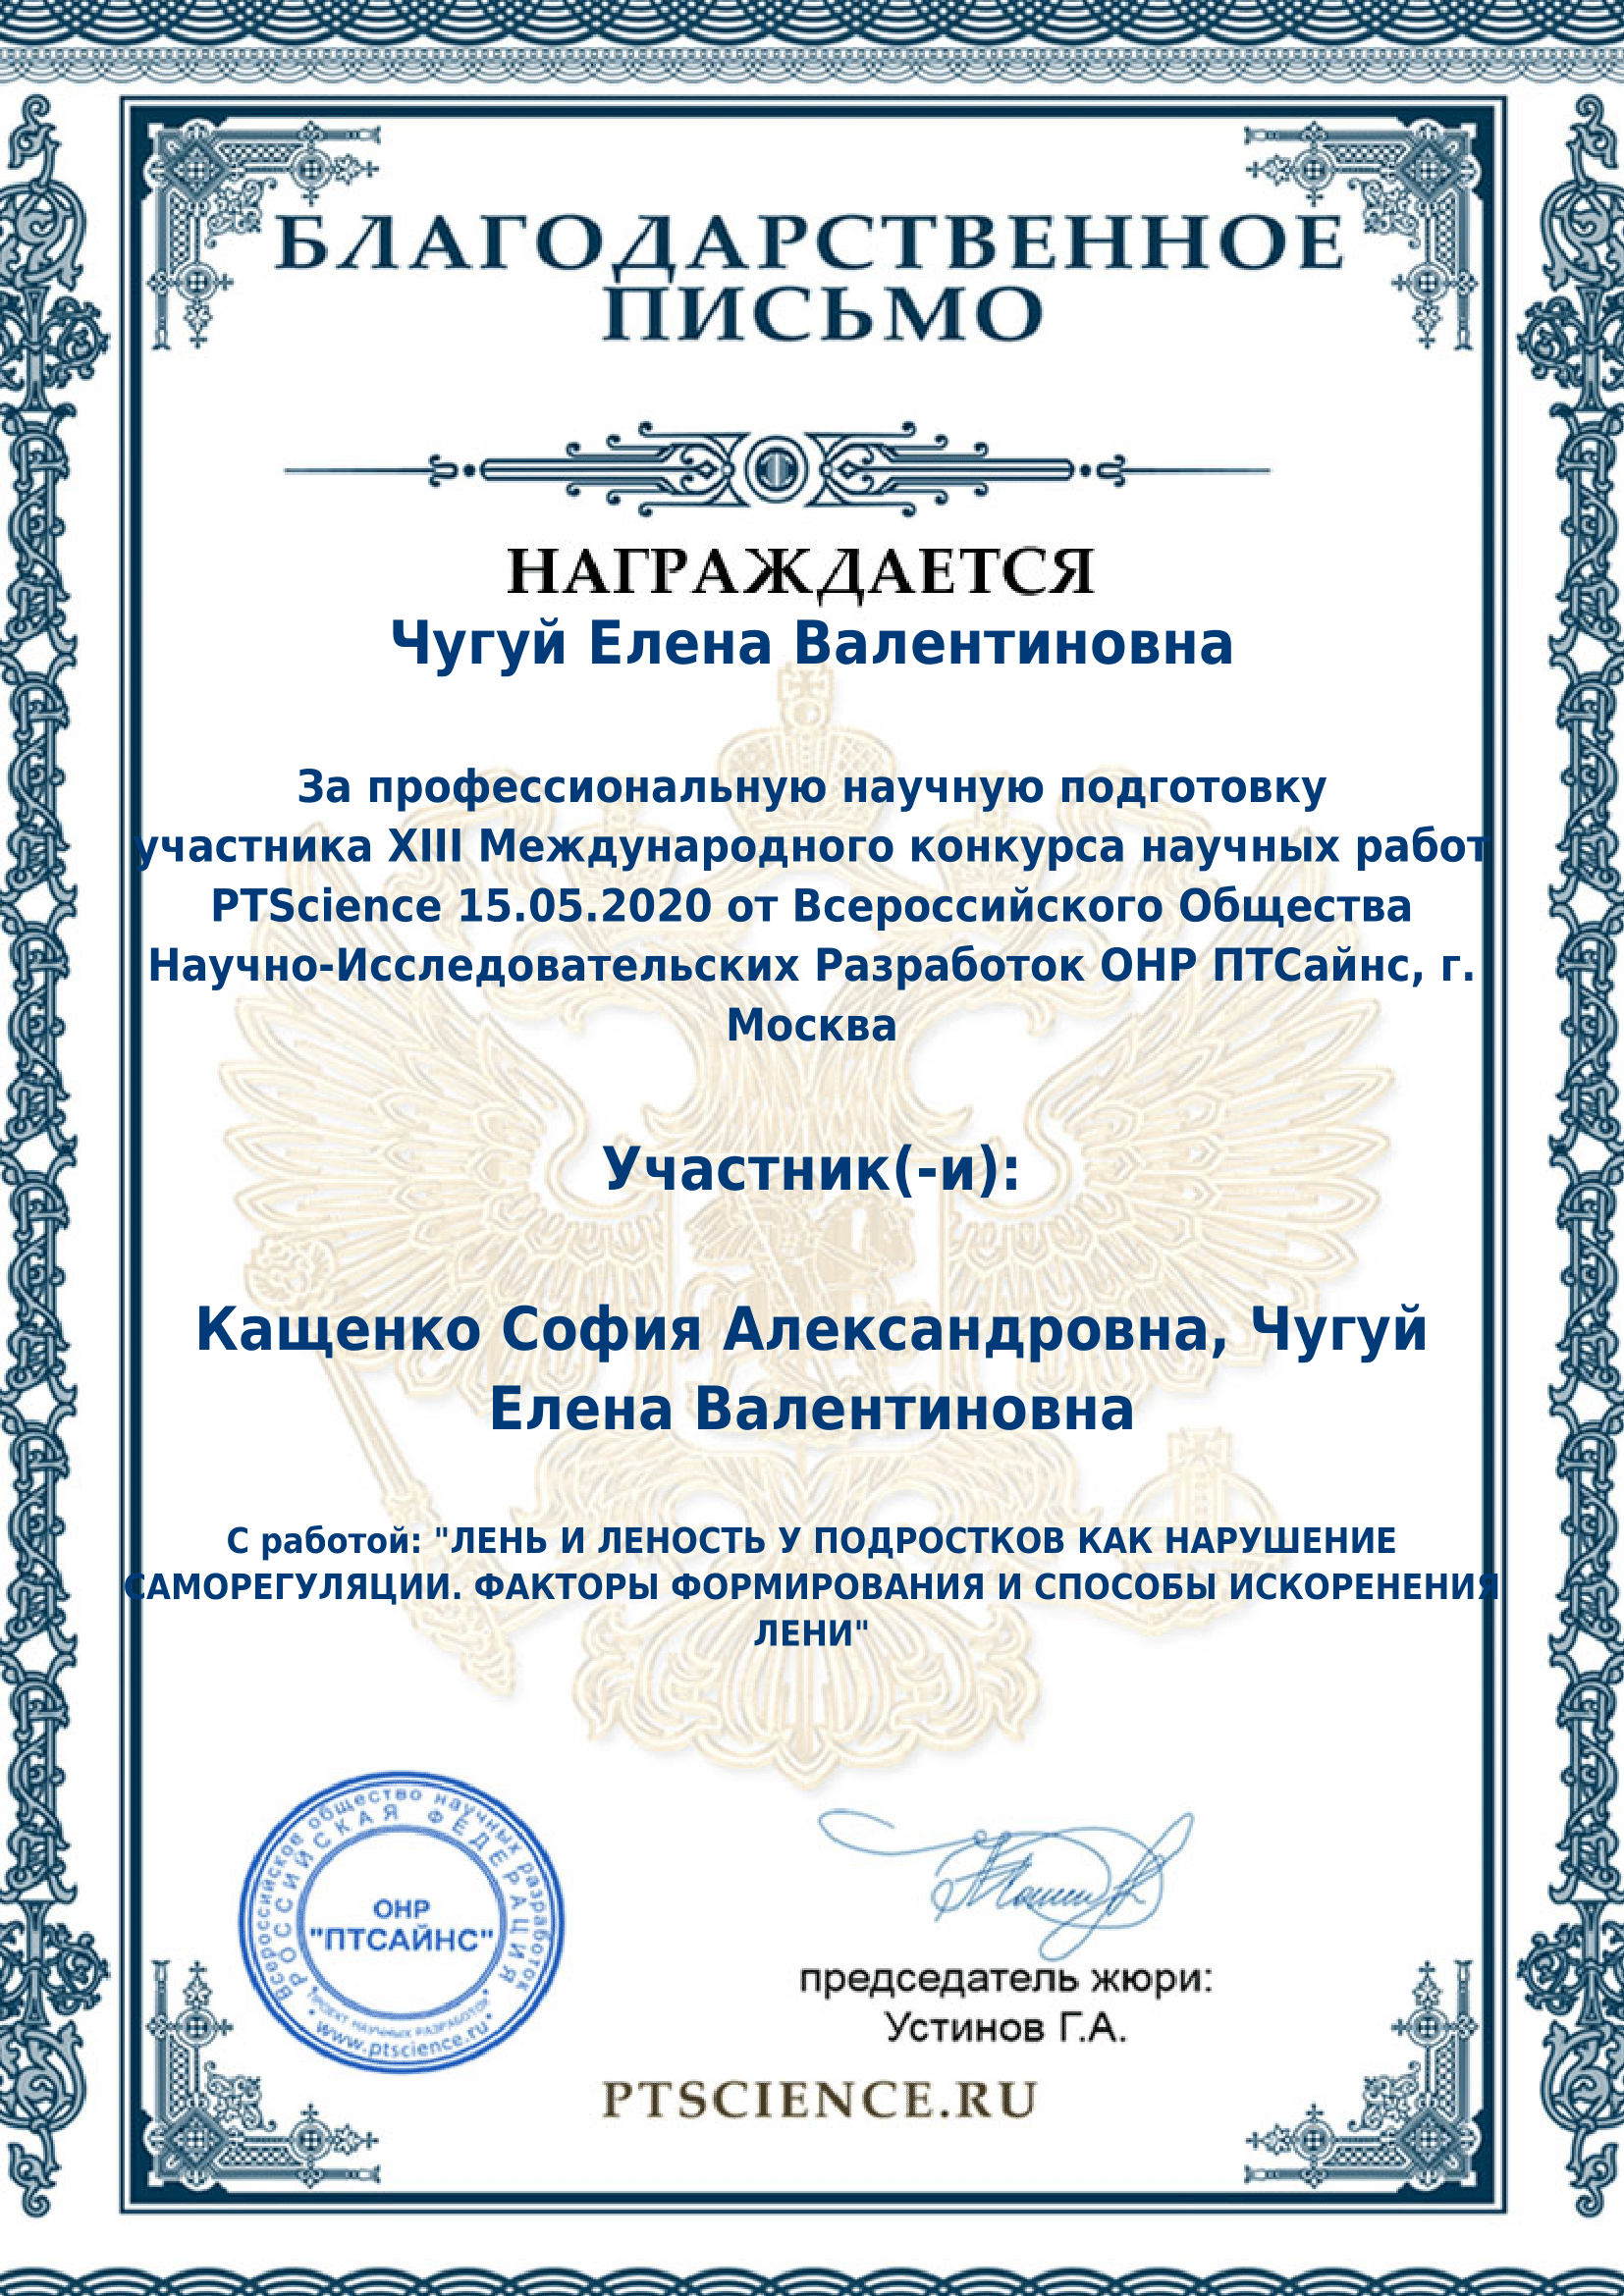 БЛАГОДАРСТВЕННОЕ
ПИСЬМО
НАГРАЖДАЕТСЯ
Чугуй Елена Валентиновна
За профессиональную научную подготовку
участника XIII Международного конкурса научных работ
PTScience 15.05.2020 от Всероссийского Общества
Научно-Исследовательских Разработок ОНР ПТСайнс, г.
Москва
Участник(-и):
Кащенко София Александровна, Чугуй
Елена Валентиновна
С работой: "ЛЕНЬ И ЛЕНОСТЬ У ПОДРОСТКОВ КАК НАРУШЕНИЕ
САМОРЕГУЛЯЦИИ. ФАКТОРЫ ФОРМИРОВАНИЯ И СПОСОБЫ ИСКОРЕНЕНИЯ
ЛЕНИ"
Всероссийское общество научных разработок
РОССИЙСКАЯ ФЕДЕРАЦИЯ
ОНР
"ПТСАЙНС"
ПРОЕКТ НАУЧНЫХ РАЗРАБОТОК
www.ptscience.ru
председатель жюри:
Устинов Г.А.
PTSCIENCE.RU